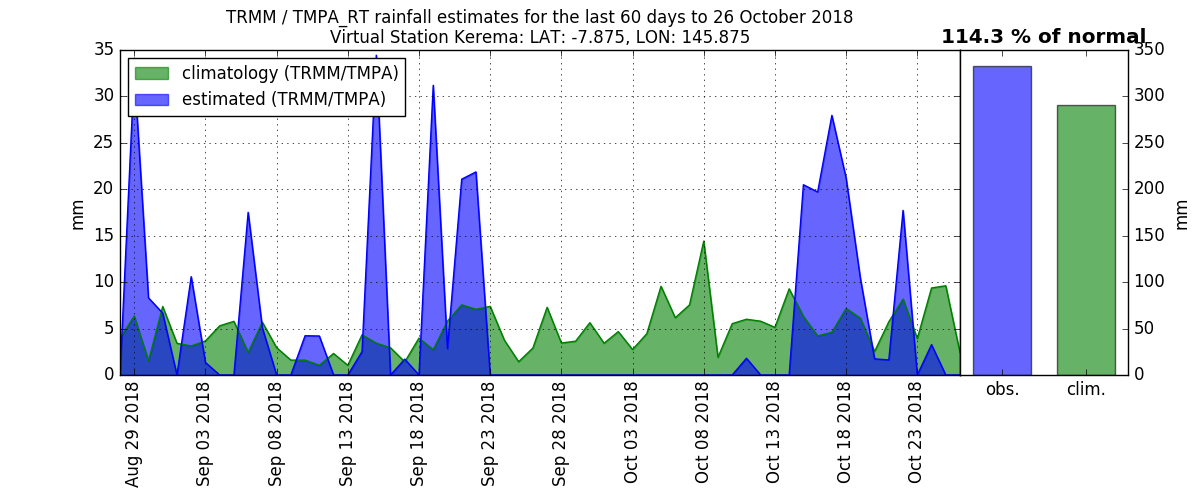 TRMM / TMPA_RT rainfall estimates for the last 60 days to 26 October 2018
Virtual Station Kerema: LAT: -7.875, LON: 145.875
114.3 % of normal
climatology (TRMM/TMPA)
estimated (TRMM/TMPA)
35
30
25
20
15
10
5
0
mm
Aug 29 2018
Sep 03 2018
Sep 08 2018
Sep 13 2018
Sep 18 2018
Sep 23 2018
Sep 28 2018
Oct 03 2018
Oct 08 2018
Oct 13 2018
Oct 18 2018
Oct 23 2018
obs.
clim.
350
300
250
200
150
100
50
0
mm